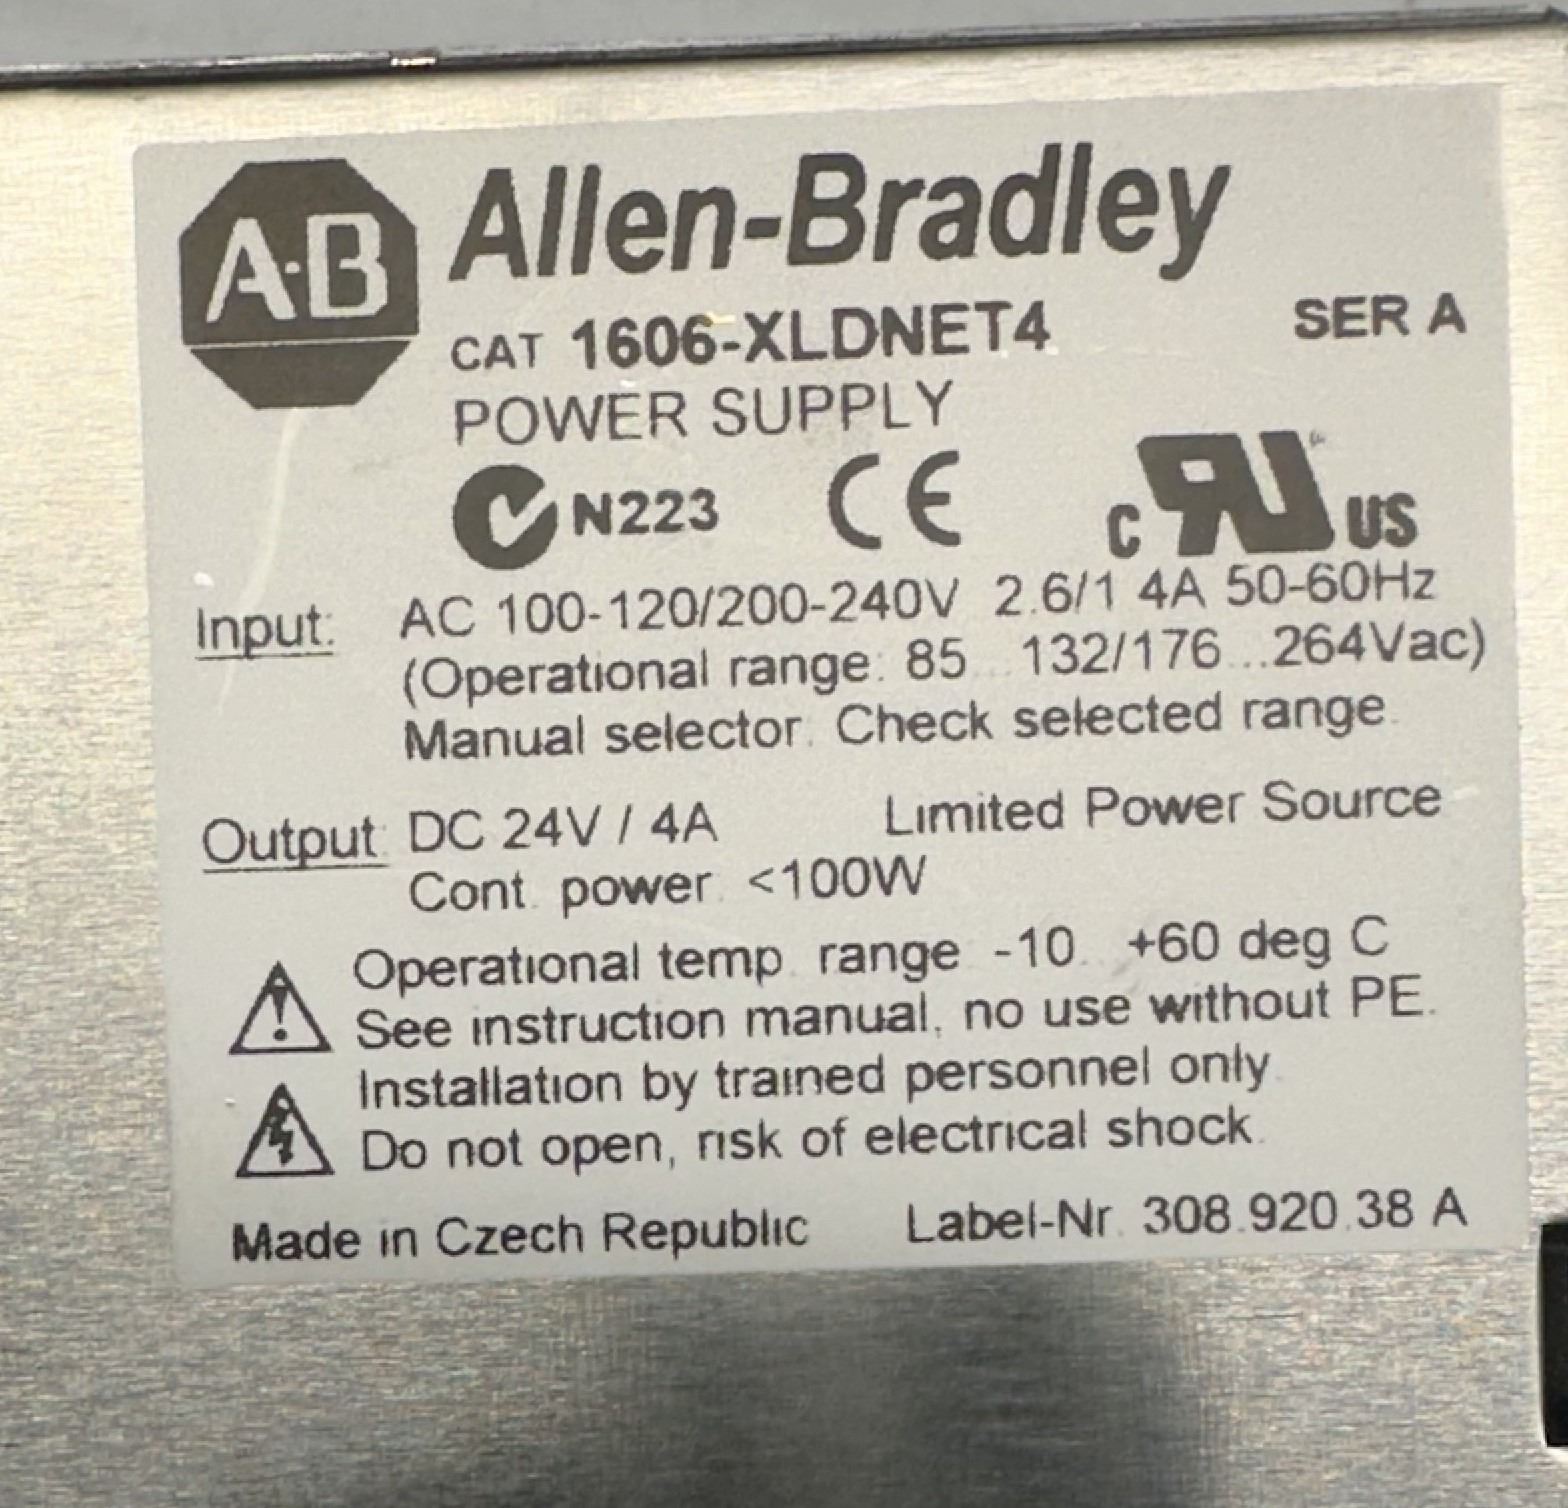 A-B Allen-Bradley
CAT 1606-XLDNET4 SER A
POWER SUPPLY
N223 CE c RU US
Input: AC 100-120/200-240V 2.6/1.4A 50-60Hz
(Operational range: 85...132/176...264Vac)
Manual selector. Check selected range.
Output: DC 24V / 4A Limited Power Source
Cont. power <100W
Operational temp. range -10...+60 deg C
See instruction manual, no use without PE.
Installation by trained personnel only.
Do not open, risk of electrical shock.
Made in Czech Republic Label-Nr. 308.920.38 A